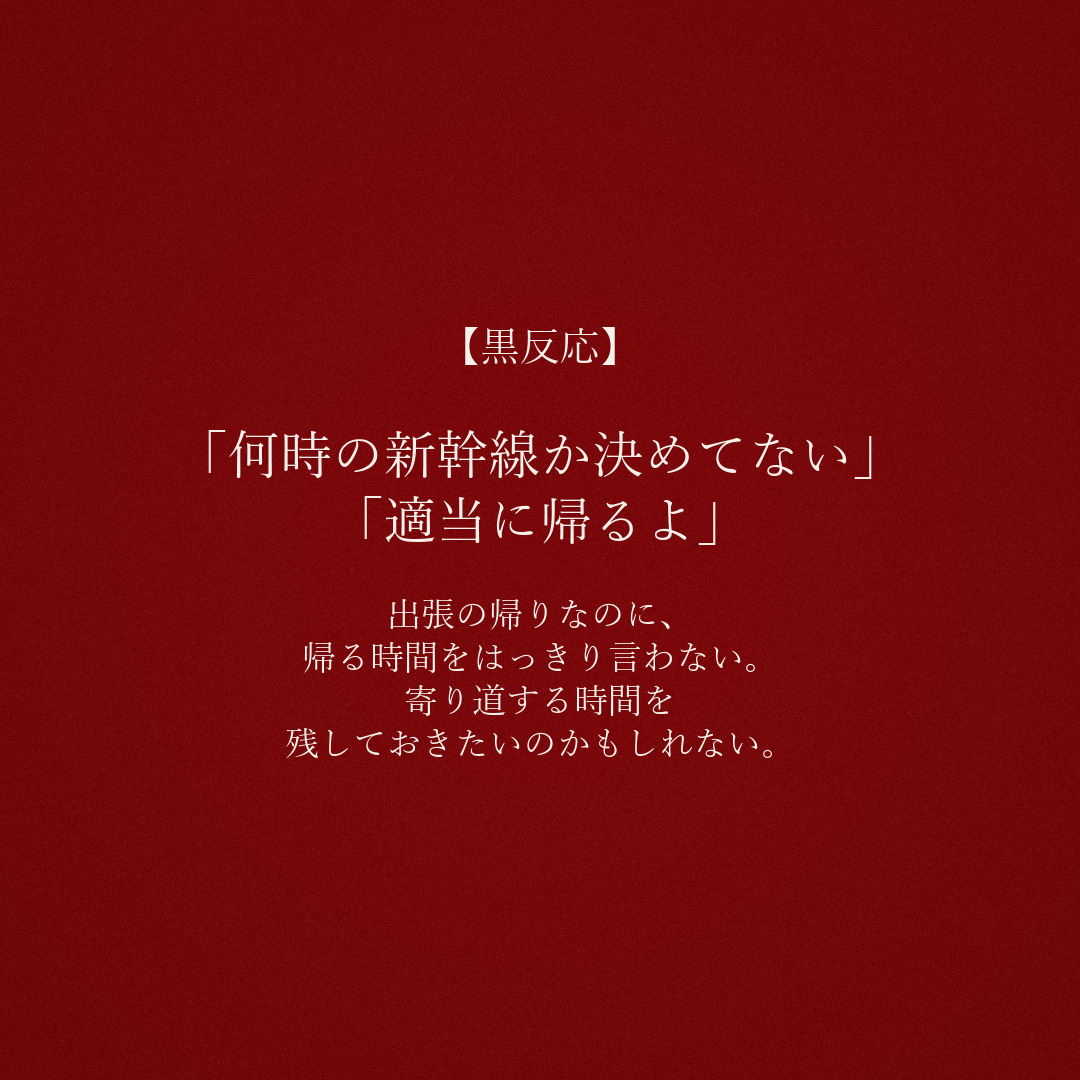 【黒反応】
「何時の新幹線か決めてない」
「適当に帰るよ」
出張の帰りなのに、
帰る時間をはっきり言わない。
寄り道する時間を
残しておきたいのかもしれない。